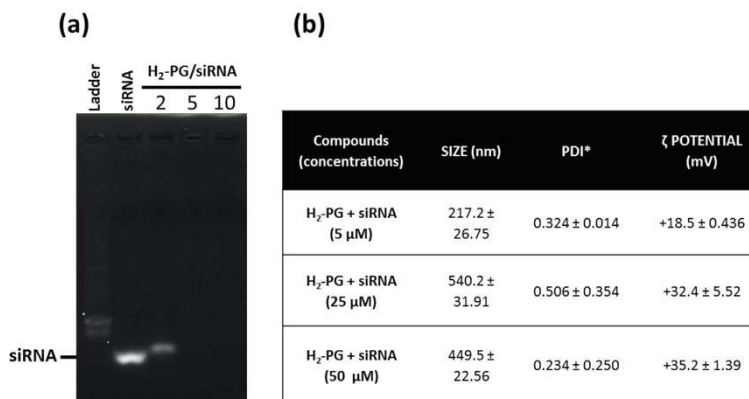 (a)
Ladder
siRNA
H₂-PG/siRNA
2 5 10
siRNA
(b)
Compounds (concentrations) SIZE (nm) PDI* ζ POTENTIAL (mV)
H₂-PG + siRNA (5 µM) 217.2 ± 26.75 0.324 ± 0.014 +18.5 ± 0.436
H₂-PG + siRNA (25 µM) 540.2 ± 31.91 0.506 ± 0.354 +32.4 ± 5.52
H₂-PG + siRNA (50 µM) 449.5 ± 22.56 0.234 ± 0.250 +35.2 ± 1.39